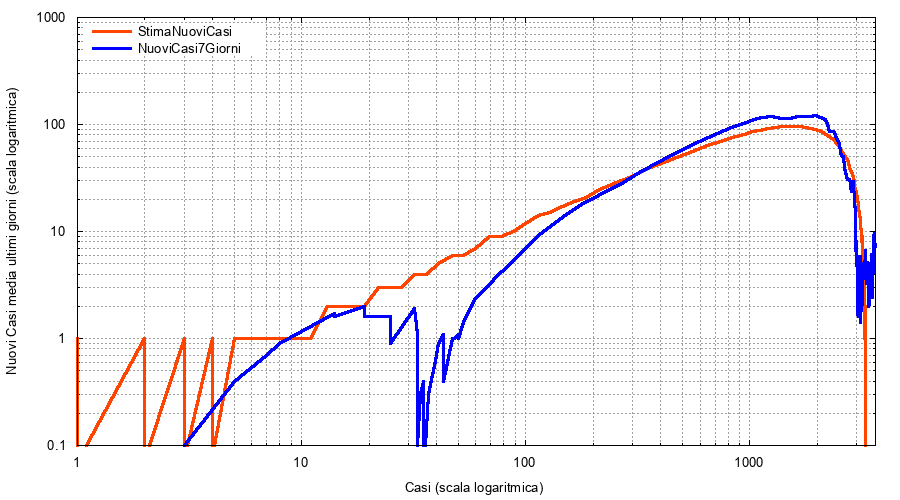 1000
StimaNuoviCasi
NuoviCasi7Giorni
100
10
1
0.1
Nuovi Casi media ultimi giorni (scala logaritmica)
1 10 100 1000
Casi (scala logaritmica)